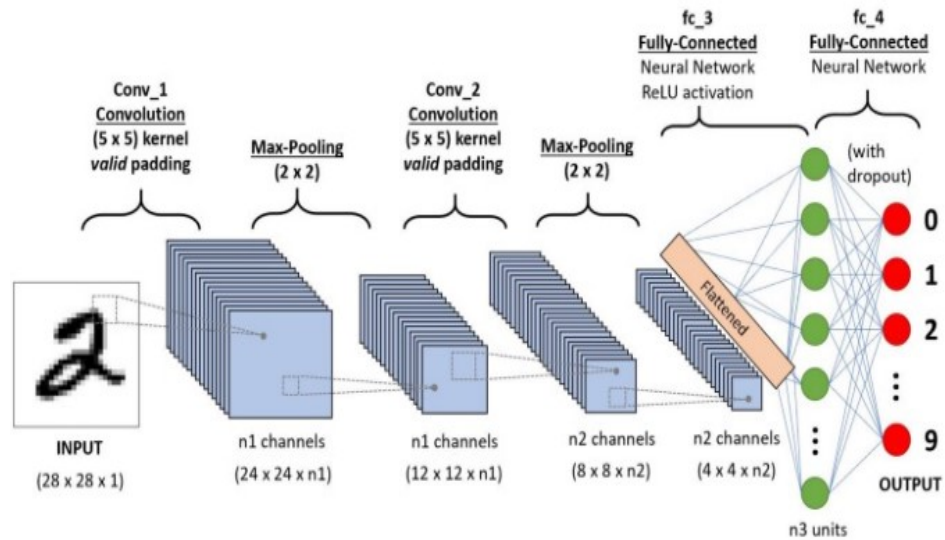 fc_3
Fully-Connected
Neural Network
ReLU activation
fc_4
Fully-Connected
Neural Network
Conv_1
Convolution
(5 x 5) kernel
valid padding
Max-Pooling
(2 x 2)
Conv_2
Convolution
(5 x 5) kernel
valid padding
Max-Pooling
(2 x 2)
(with
dropout)
Flattened
0
1
2
9
INPUT
(28 x 28 x 1)
n1 channels
(24 x 24 x n1)
n1 channels
(12 x 12 x n1)
n2 channels
(8 x 8 x n2)
n2 channels
(4 x 4 x n2)
OUTPUT
n3 units